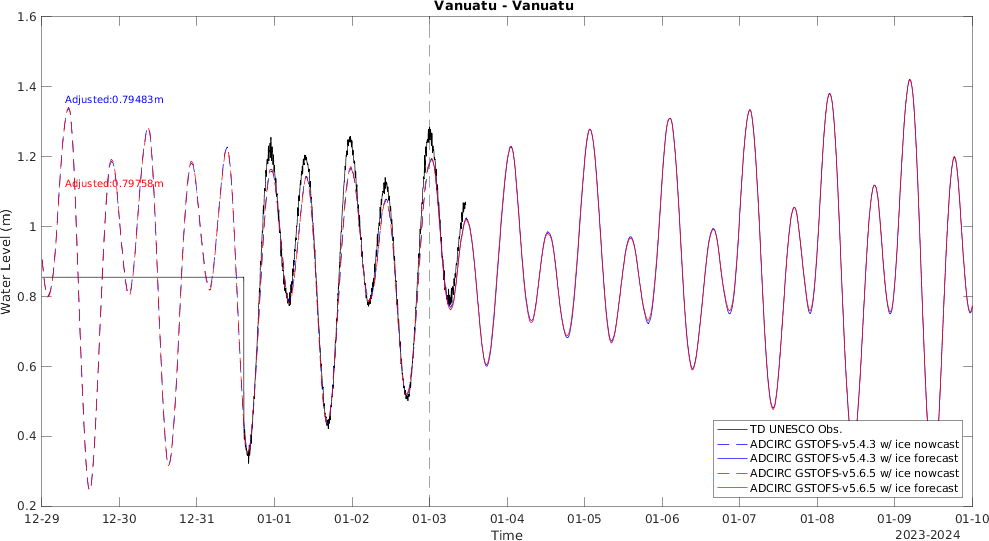 Vanuatu - Vanuatu
1.6
1.4
1.2
1
0.8
0.6
0.4
0.2
Water Level (m)
Adjusted:0.79483m
Adjusted:0.79758m
TD UNESCO Obs.
ADCIRC GSTOFS-v5.4.3 w/ ice nowcast
ADCIRC GSTOFS-v5.4.3 w/ ice forecast
ADCIRC GSTOFS-v5.6.5 w/ ice nowcast
ADCIRC GSTOFS-v5.6.5 w/ ice forecast
12-29 12-30 12-31 01-01 01-02 01-03 01-04 01-05 01-06 01-07 01-08 01-09 01-10
Time
2023-2024